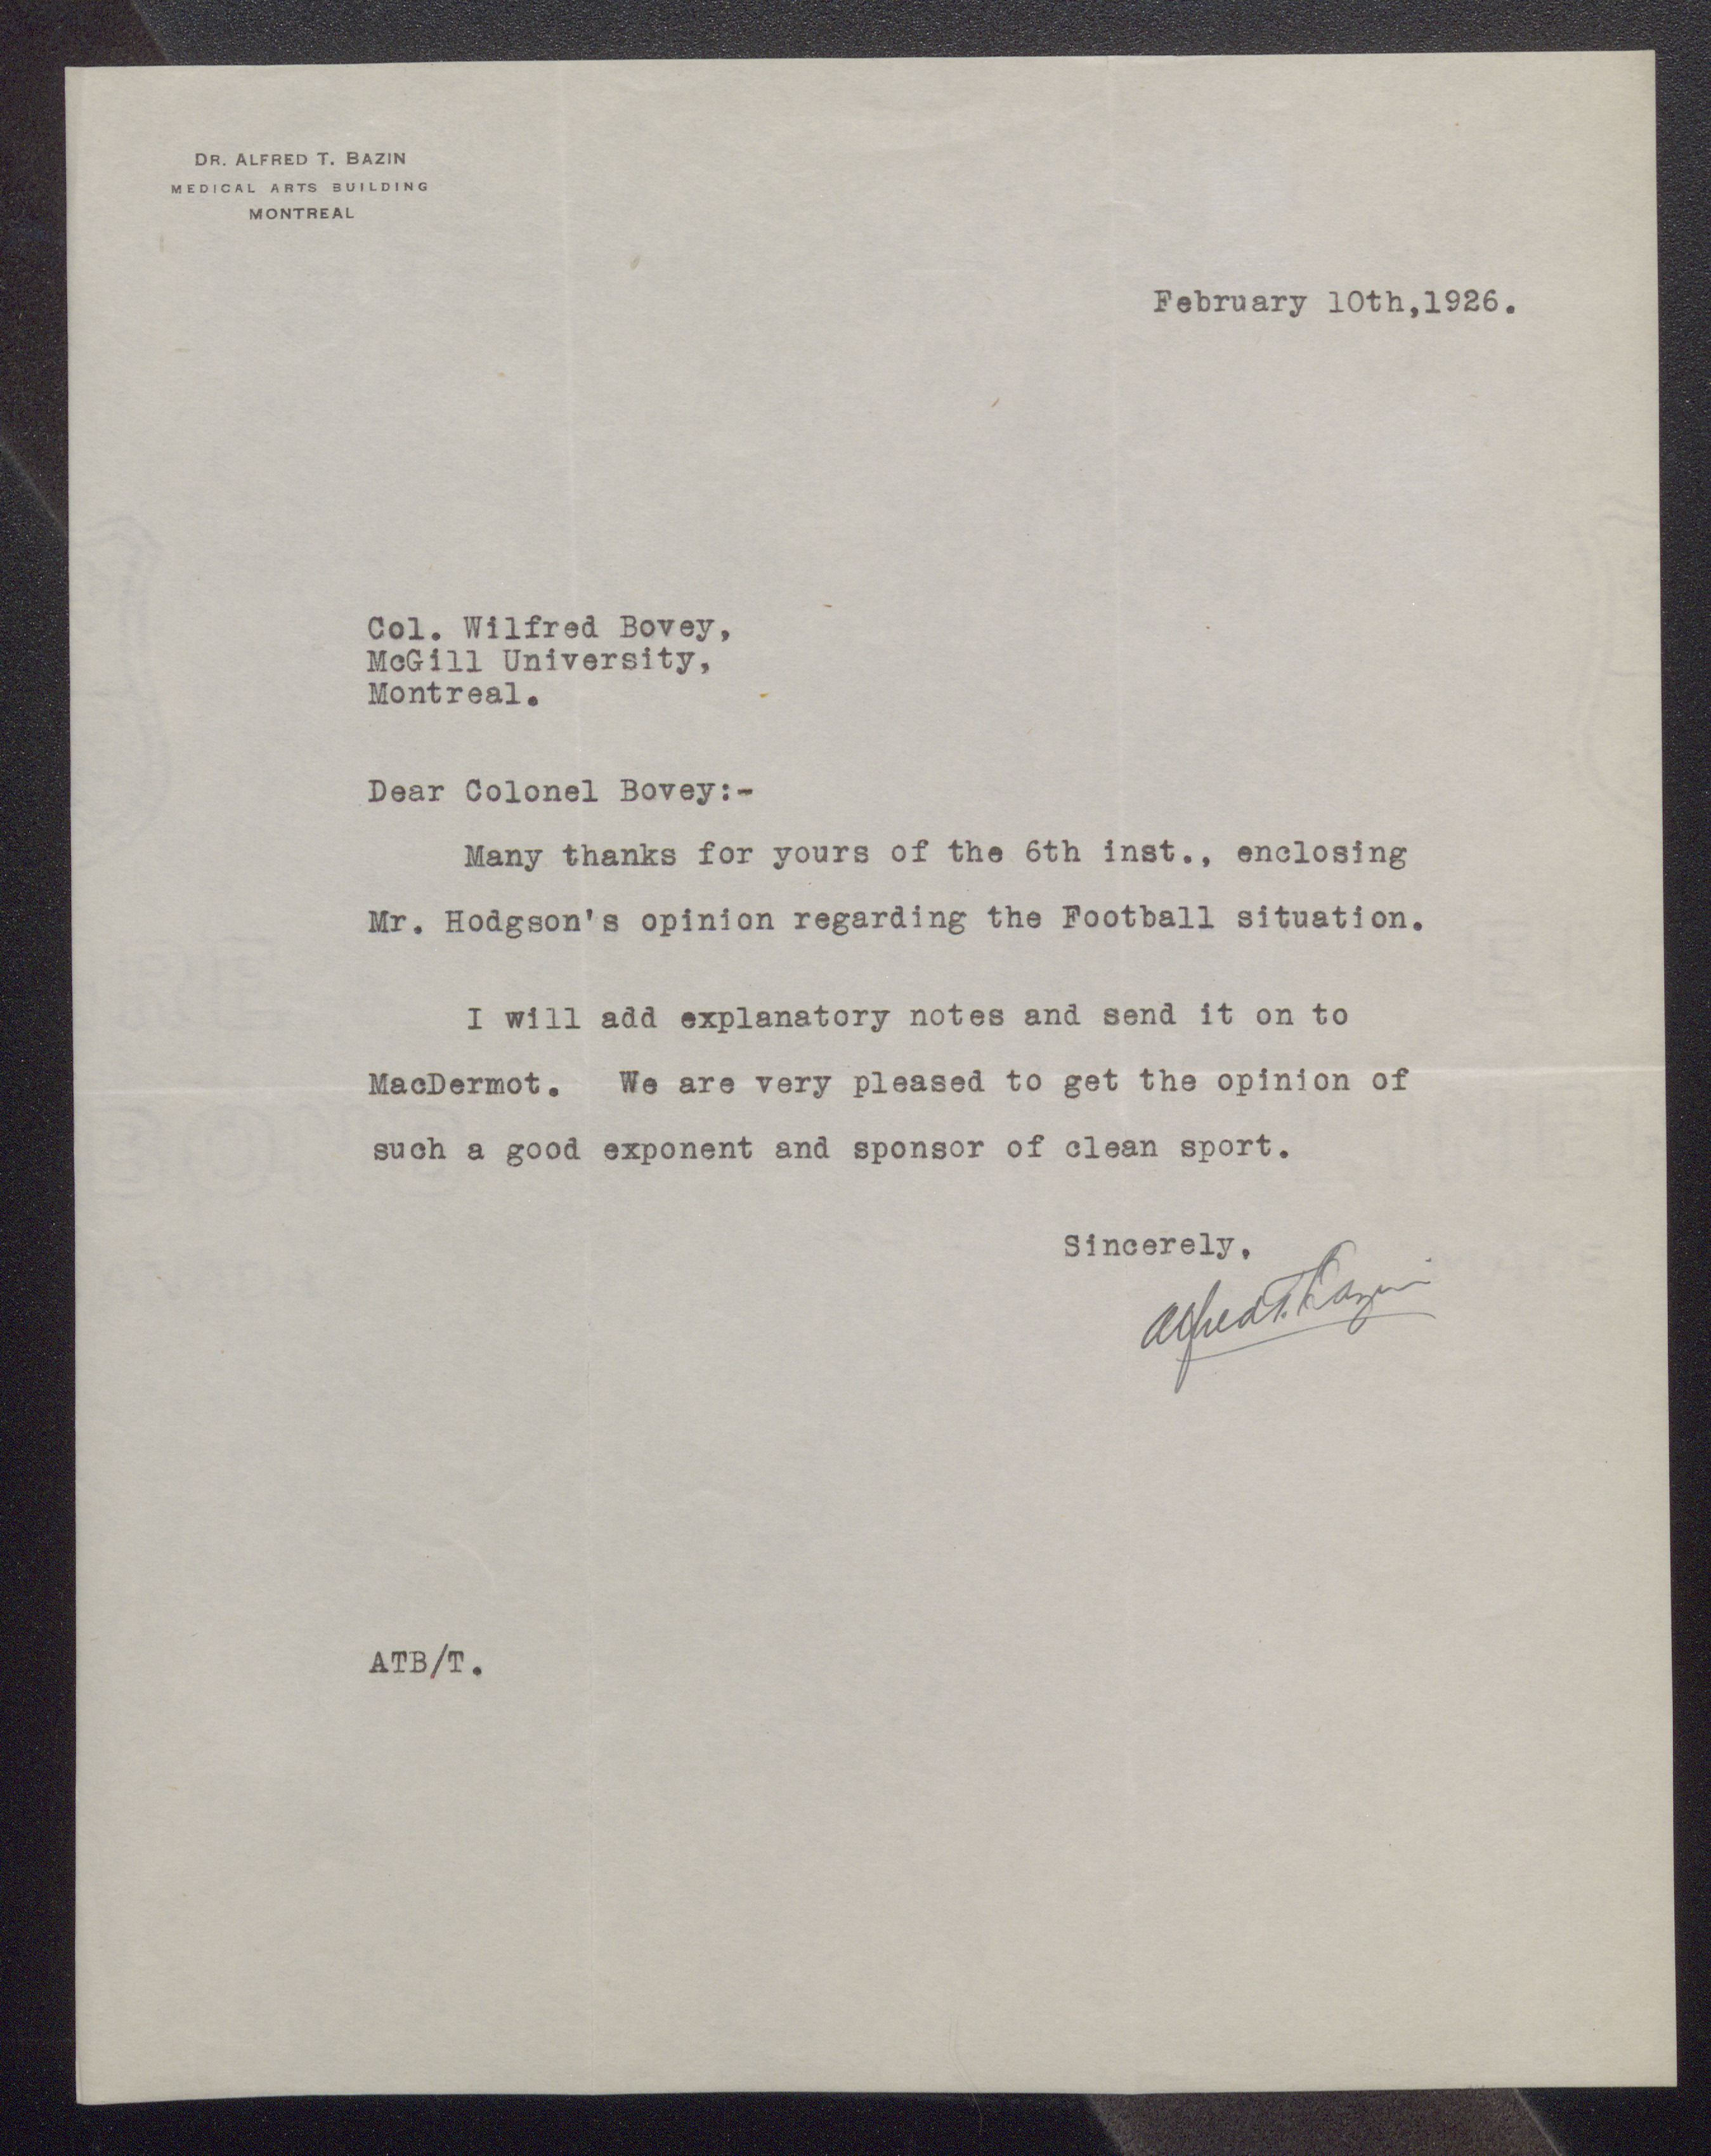 DR. ALFRED T. BAZIN
MEDICAL ARTS BUILDING
MONTREAL
February 10th,1926.
Col. Wilfred Bovey,
McGill University,
Montreal.
Dear Colonel Bovey:-
Many thanks for yours of the 6th inst., enclosing
Mr. Hodgson's opinion regarding the Football situation.
I will add explanatory notes and send it on to
MacDermot. We are very pleased to get the opinion of
such a good exponent and sponsor of clean sport.
Sincerely,
Alfred T. Bazin
ATB/T.